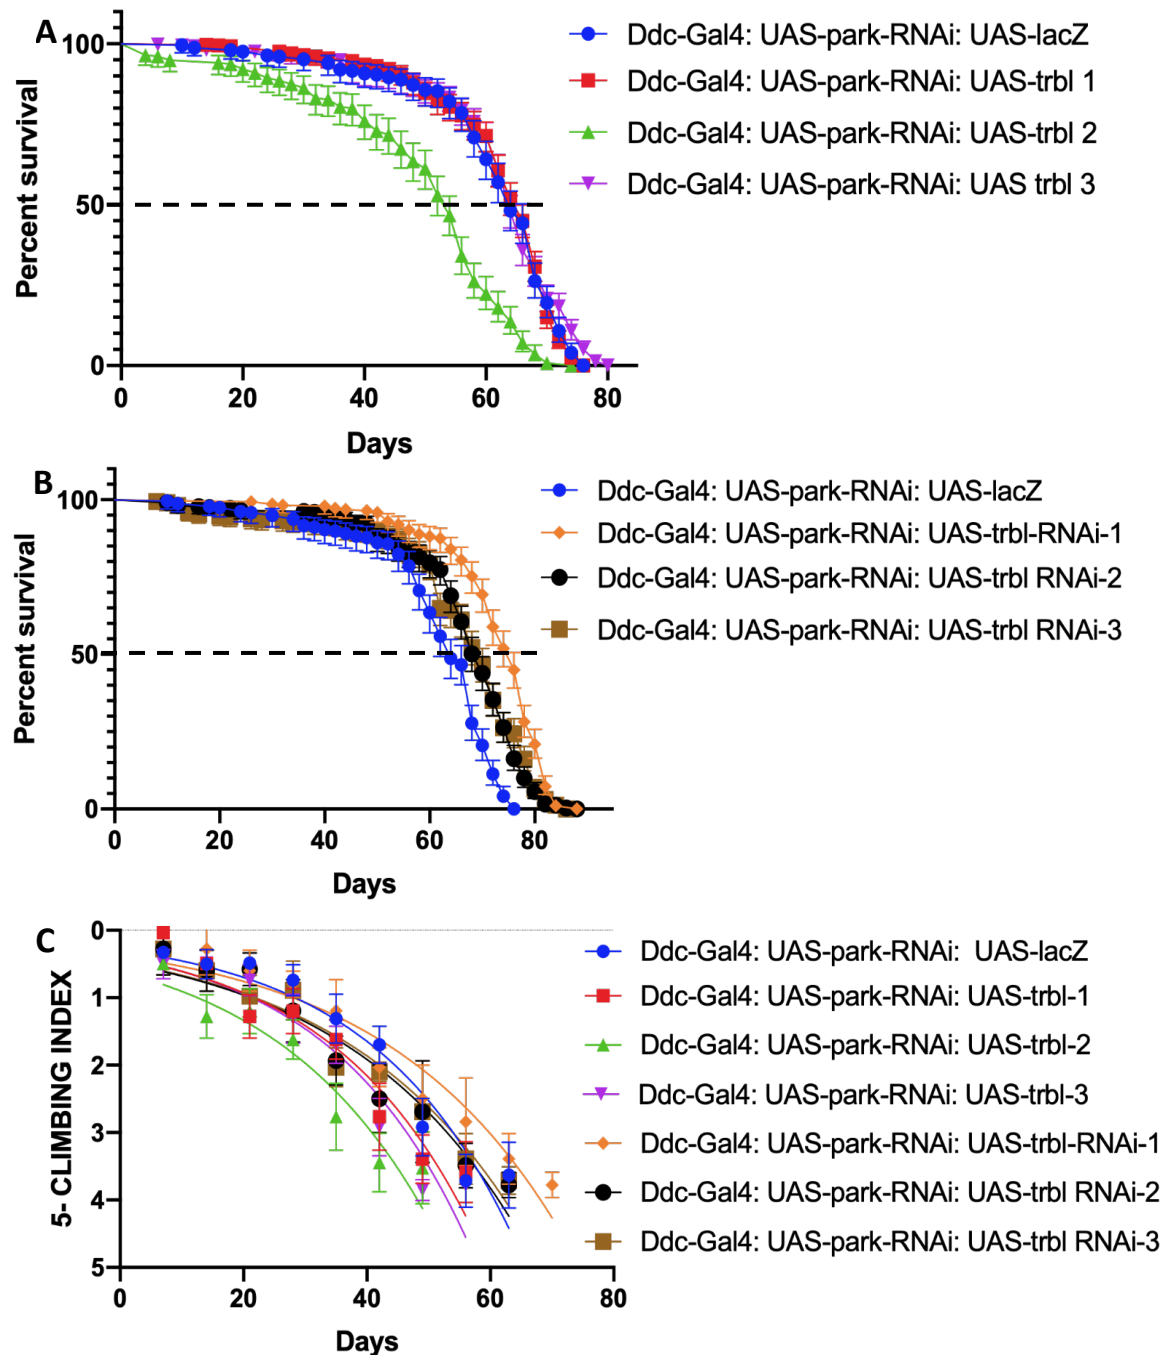 A
Ddc-Gal4: UAS-park-RNAi: UAS-lacZ
Ddc-Gal4: UAS-park-RNAi: UAS-trbl 1
Ddc-Gal4: UAS-park-RNAi: UAS-trbl 2
Ddc-Gal4: UAS-park-RNAi: UAS trbl 3
Percent survival
100
50
0
0 20 40 60 80
Days
B
Ddc-Gal4: UAS-park-RNAi: UAS-lacZ
Ddc-Gal4: UAS-park-RNAi: UAS-trbl-RNAi-1
Ddc-Gal4: UAS-park-RNAi: UAS-trbl RNAi-2
Ddc-Gal4: UAS-park-RNAi: UAS-trbl RNAi-3
Percent survival
100
50
0
0 20 40 60 80
Days
C
Ddc-Gal4: UAS-park-RNAi: UAS-lacZ
Ddc-Gal4: UAS-park-RNAi: UAS-trbl-1
Ddc-Gal4: UAS-park-RNAi: UAS-trbl-2
Ddc-Gal4: UAS-park-RNAi: UAS-trbl-3
Ddc-Gal4: UAS-park-RNAi: UAS-trbl-RNAi-1
Ddc-Gal4: UAS-park-RNAi: UAS-trbl RNAi-2
Ddc-Gal4: UAS-park-RNAi: UAS-trbl RNAi-3
5- CLIMBING INDEX
0
1
2
3
4
5
0 20 40 60 80
Days